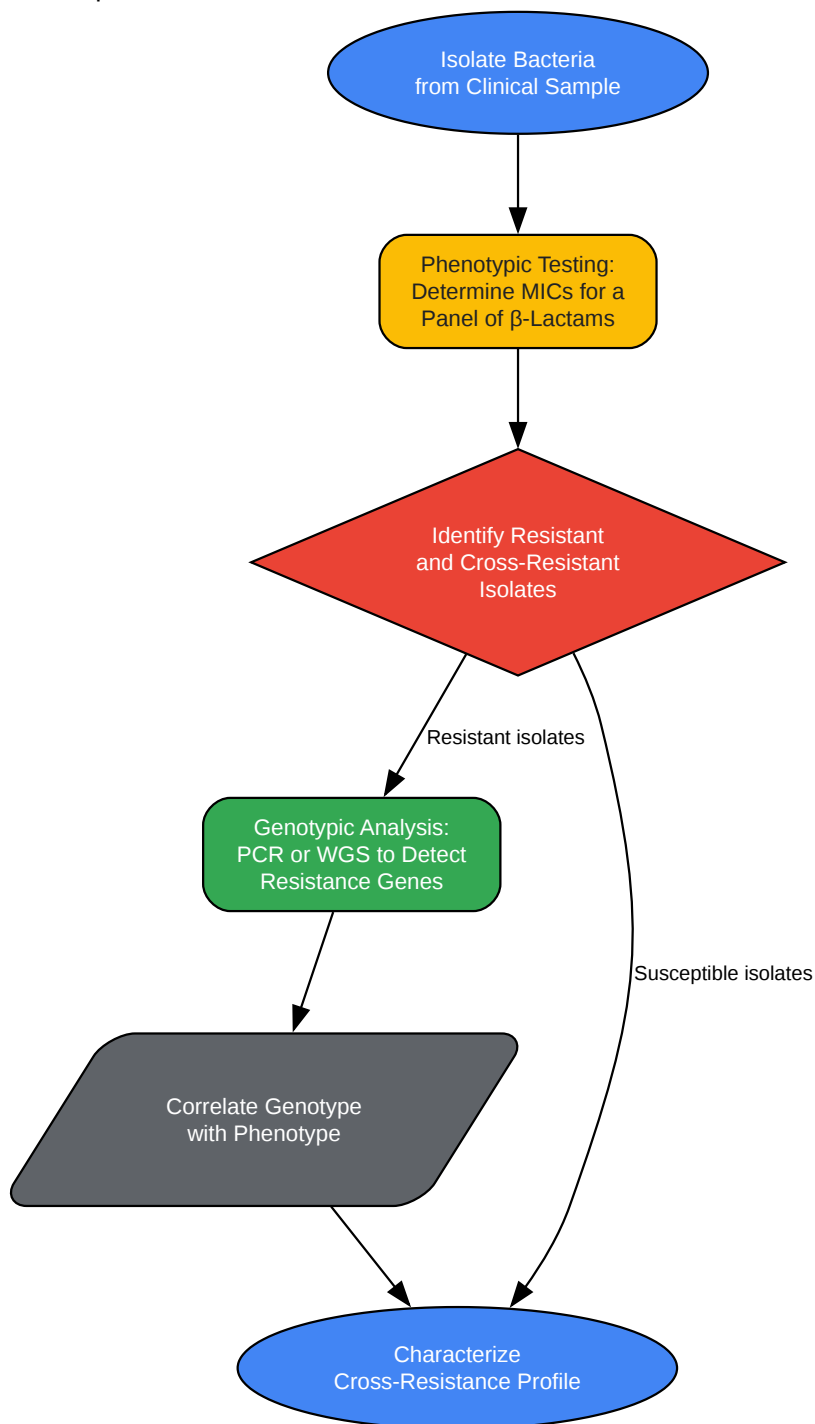 Isolate Bacteria
from Clinical Sample
Phenotypic Testing:
Determine MICs for a
Panel of β-Lactams
Identify Resistant
and Cross-Resistant
Isolates
Resistant isolates
Genotypic Analysis:
PCR or WGS to Detect
Resistance Genes
Susceptible isolates
Correlate Genotype
with Phenotype
Characterize
Cross-Resistance Profile